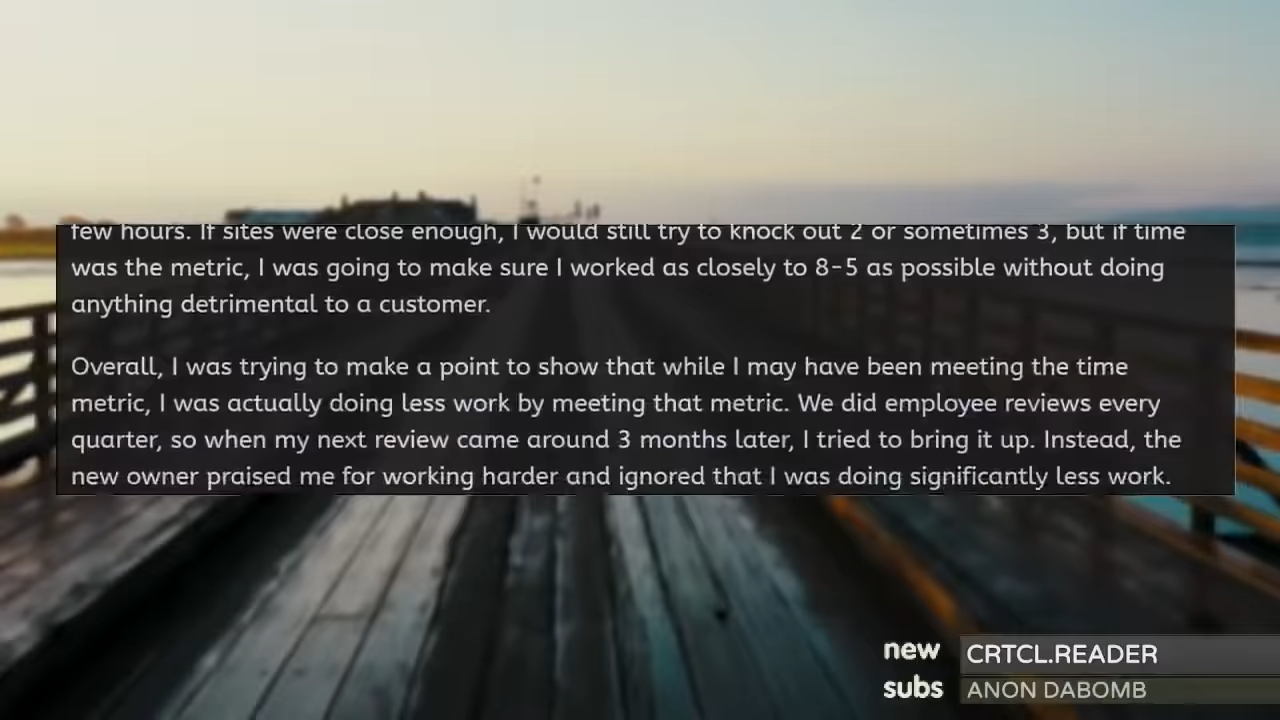 few hours. If sites were close enough, I would still try to knock out 2 or sometimes 3, but if time
was the metric, I was going to make sure I worked as closely to 8-5 as possible without doing
anything detrimental to a customer.
Overall, I was trying to make a point to show that while I may have been meeting the time
metric, I was actually doing less work by meeting that metric. We did employee reviews every
quarter, so when my next review came around 3 months later, I tried to bring it up. Instead, the
new owner praised me for working harder and ignored that I was doing significantly less work.
new
CRTCL.READER
subs
ANON DABOMB